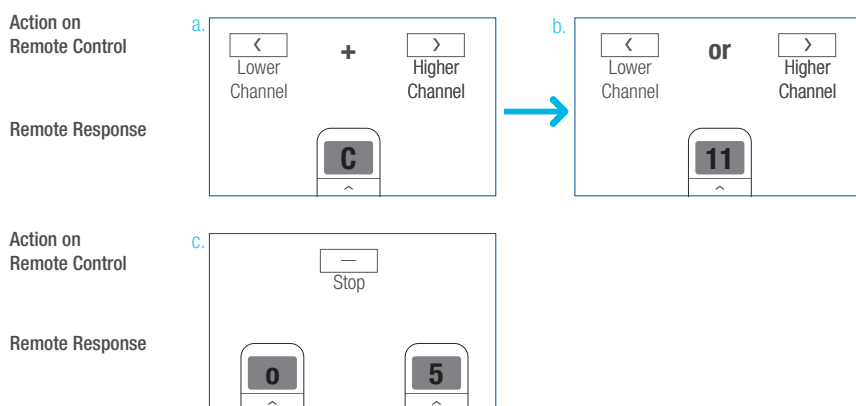 Action on
Remote Control
a.
<
+
>
Lower
Channel
Higher
Channel
Remote Response
C
b.
<
or
>
Lower
Channel
Higher
Channel
11
Action on
Remote Control
c.
Stop
Remote Response
o
5